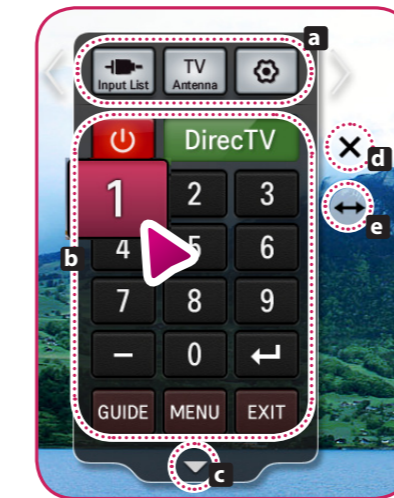 a
Input List
TV
Antenna
DirecTV
d
1 2 3
e
b
4 5 6
7 8 9
– 0
GUIDE MENU EXIT
c